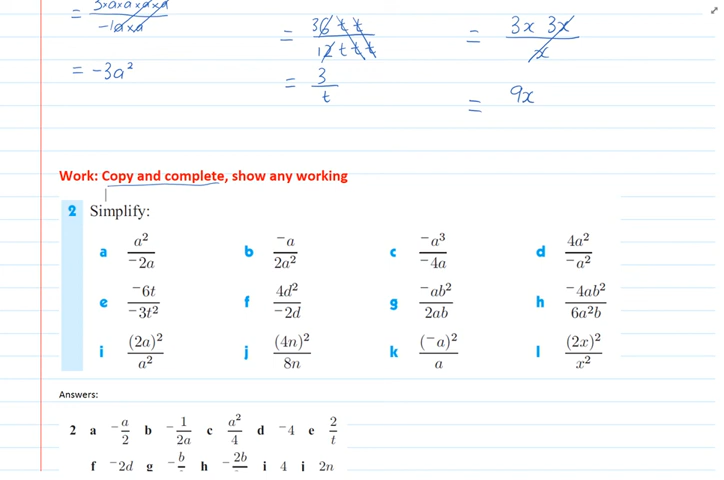 = 3×a×a×a×a / -1a×a
= 36 t t / 12 t t t
= 3x 3x / x
= -3a²
= 3 / t
= 9x
Work: Copy and complete, show any working
2 Simplify:
a a² / ⁻2a b ⁻a / 2a² c ⁻a³ / ⁻4a d 4a² / ⁻a²
e ⁻6t / ⁻3t² f 4d² / ⁻2d g ⁻ab² / 2ab h ⁻4ab² / 6a²b
i (2a)² / a² j (4n)² / 8n k (⁻a)² / a l (2x)² / x²
Answers:
2 a ⁻a/2 b ⁻1/2a c a²/4 d ⁻4 e 2/t
f ⁻2d g ⁻b/ h ⁻2b/ i 4 j 2n